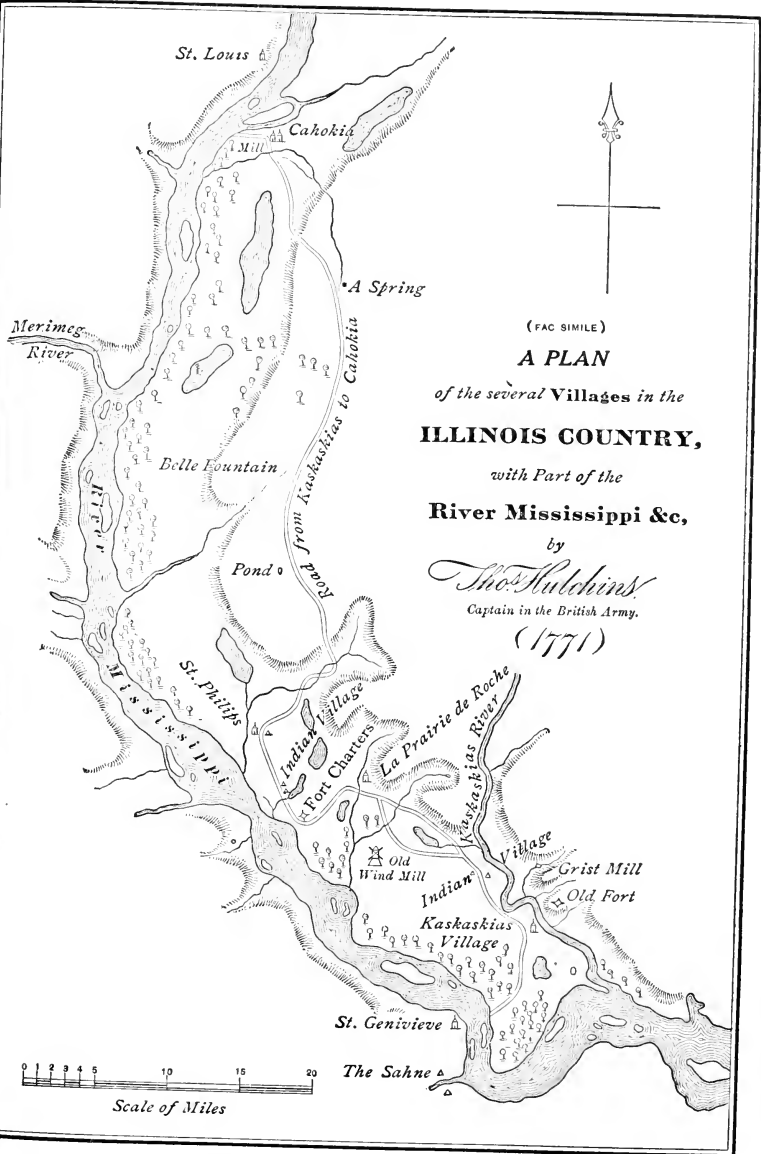 St. Louis
Cahokia
Mill
A Spring
Merimeg
River
(FAC SIMILE)
A PLAN
of the several Villages in the
ILLINOIS COUNTRY,
with Part of the
River Mississippi &c,
by
Thos. Hutchins
Captain in the British Army.
(1771)
Road from Kaskaskias to Cahokia
Belle Fountain
River
Pond
Mississippi
St. Philips
Indian Village
Fort Charters
La Prairie de Roche
Kaskaskias River
Old
Wind Mill
Indian Village
Grist Mill
Old Fort
Kaskaskias
Village
St. Genivieve
The Sahne
0 1 2 3 4 5 10 15 20
Scale of Miles